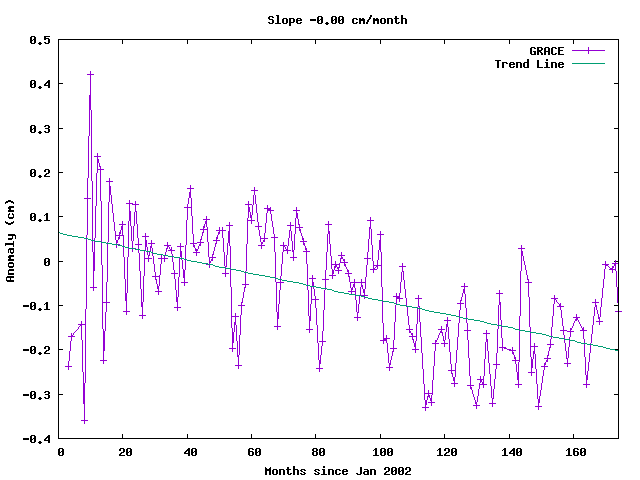 Slope -0.00 cm/month
GRACE
Trend Line
0.5
0.4
0.3
0.2
0.1
0
-0.1
-0.2
-0.3
-0.4
Anomaly (cm)
0 20 40 60 80 100 120 140 160
Months since Jan 2002